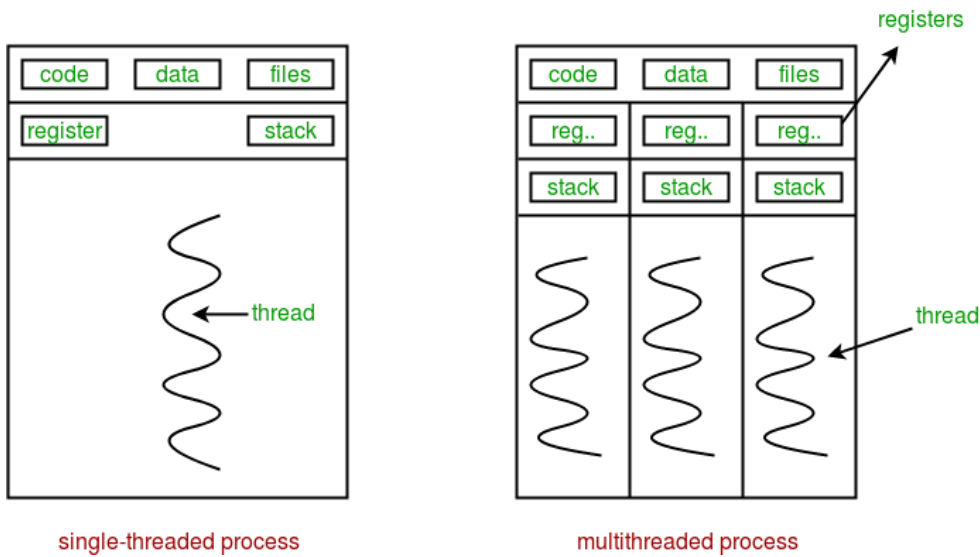 registers
code data files
register stack
thread
single-threaded process
code data files
reg.. reg.. reg..
stack stack stack
thread
multithreaded process